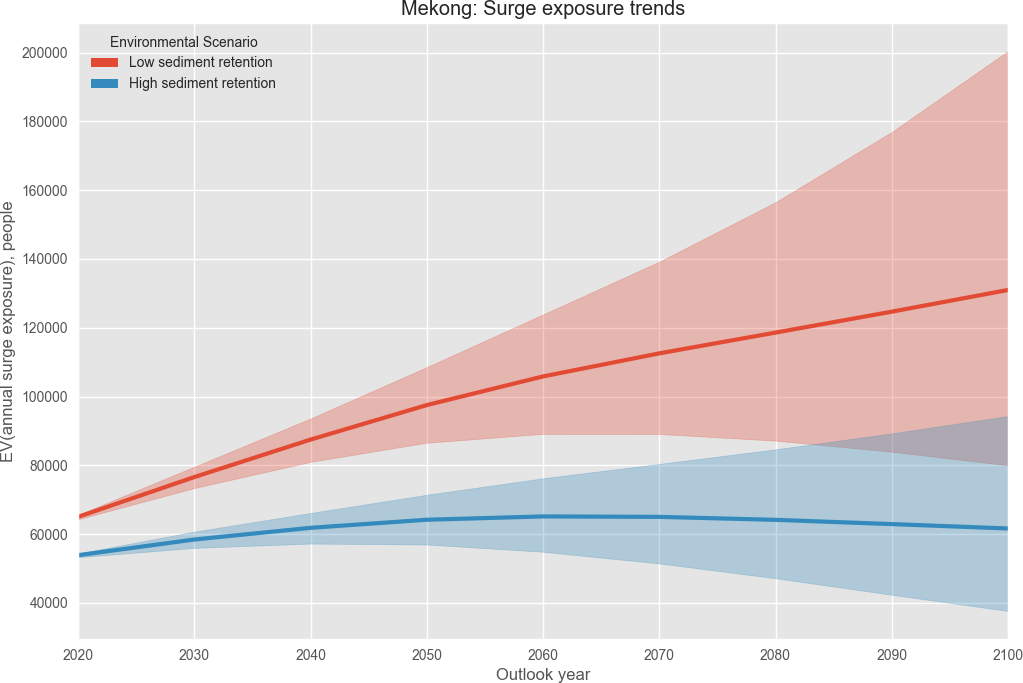 Mekong: Surge exposure trends
Environmental Scenario
Low sediment retention
High sediment retention
EV(annual surge exposure), people
200000
180000
160000
140000
120000
100000
80000
60000
40000
2020 2030 2040 2050 2060 2070 2080 2090 2100
Outlook year